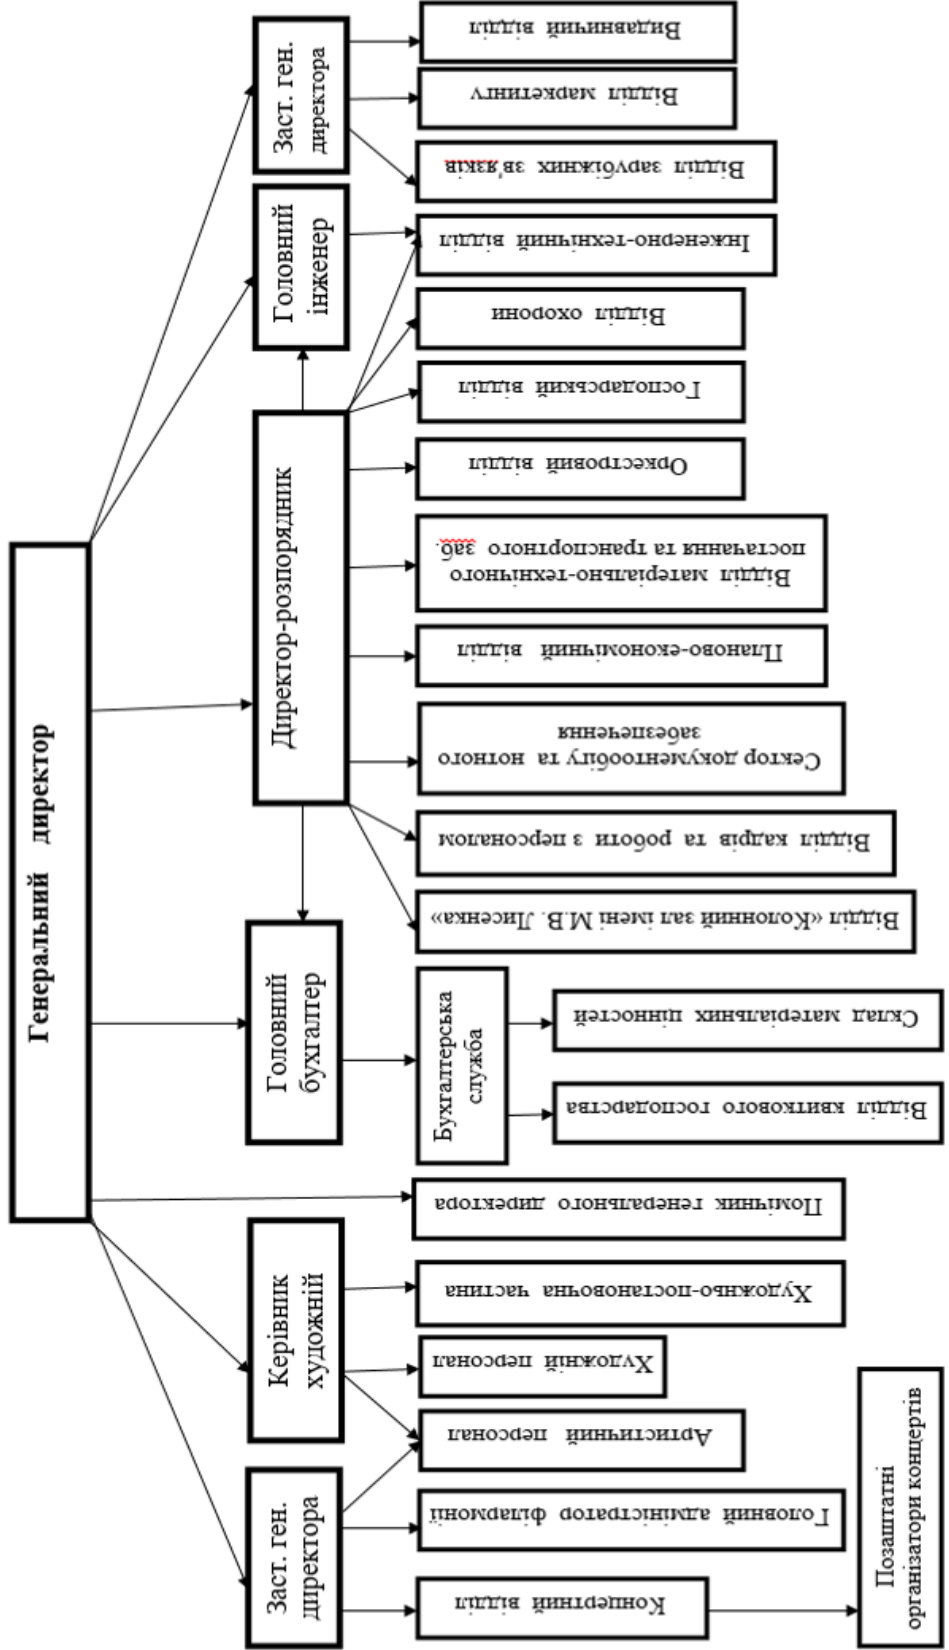 Генеральний директор
Заст. ген.
директора
Керівник
художній
Головний
бухгалтер
Директор-розпорядник
Головний
інженер
Заст. ген.
директора
Концертний відділ
Головний адміністратор філармонії
Артистичний персонал
Художній персонал
Художньо-постановочна частина
Помічник генерального директора
Бухгалтерська
служба
Відділ «Колонний зал імені М.В. Лисенка»
Відділ кадрів та роботи з персоналом
Сектор документообігу та нотного
забезпечення
Планово-економічний відділ
Відділ матеріально-технічного
постачання та транспортного заб.
Оркестровий відділ
Господарський відділ
Відділ охорони
Інженерно-технічний відділ
Відділ зарубіжних зв'язків
Відділ маркетингу
Видавничий відділ
Відділ квиткового господарства
Склад матеріальних цінностей
Позаштатні
організатори концертів